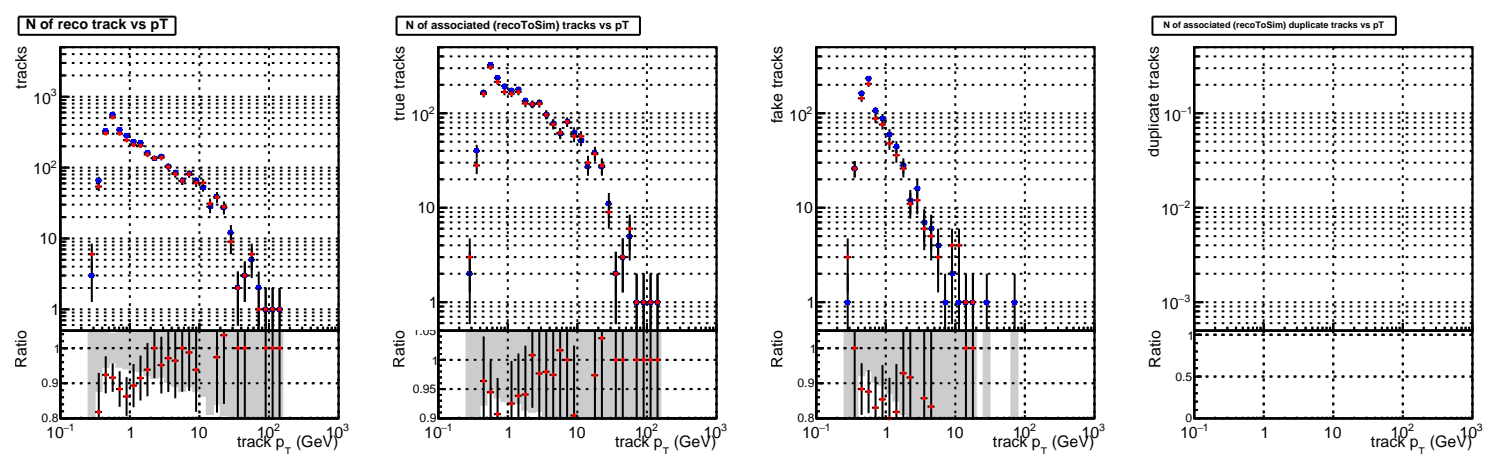 N of reco track vs pT
tracks
10³
10²
10
1
Ratio
1
0.9
0.8
10⁻¹ 1 10 10² 10³
track p_T (GeV)
N of associated (recoToSim) tracks vs pT
true tracks
10²
10
1
Ratio
1.05
1
0.95
0.9
10⁻¹ 1 10 10² 10³
track p_T (GeV)
fake tracks
10²
10
1
Ratio
1
0.9
0.8
10⁻¹ 1 10 10² 10³
track p_T (GeV)
N of associated (recoToSim) duplicate tracks vs pT
duplicate tracks
10⁻¹
10⁻²
10⁻³
Ratio
1
0.5
0
10⁻¹ 1 10 10² 10³
track p_T (GeV)